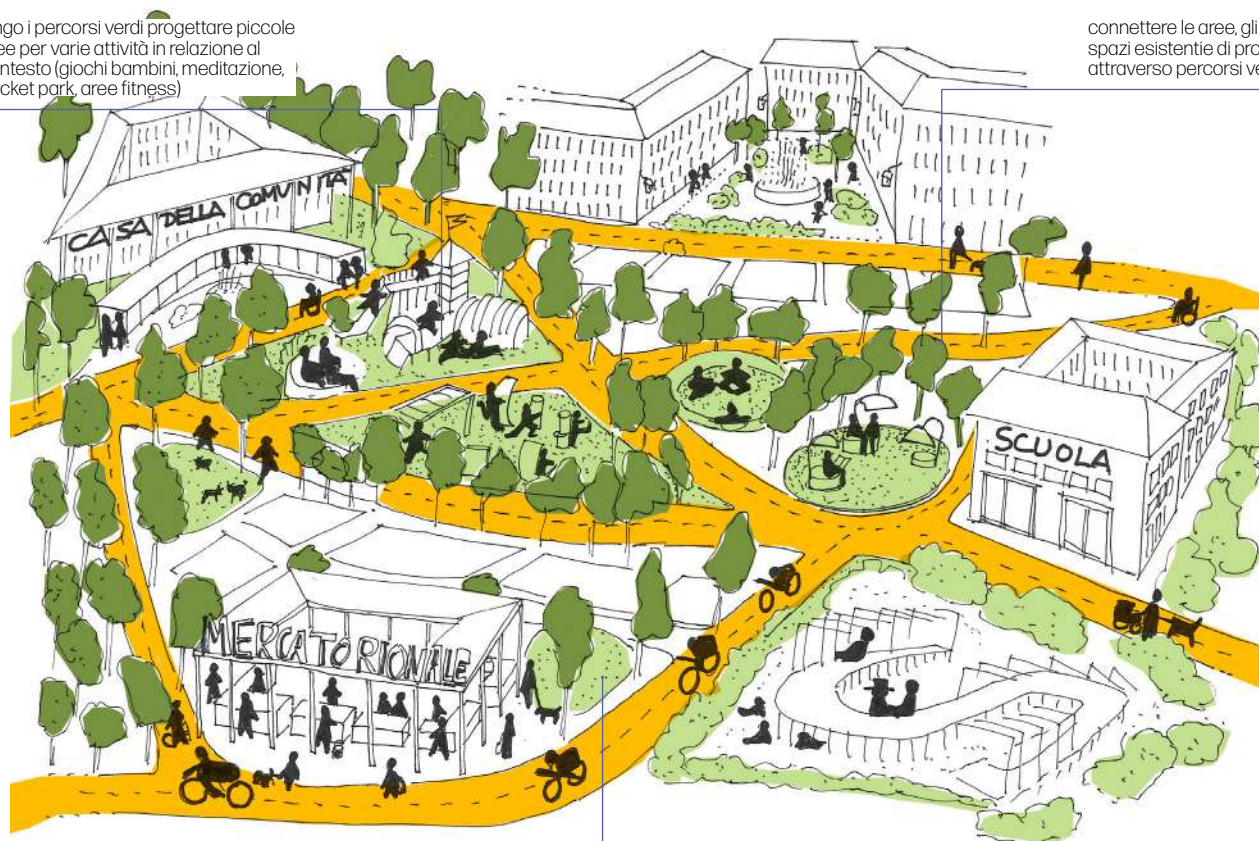 ngo i percorsi verdi progettare piccole
ee per varie attività in relazione al
ntesto (giochi bambini, meditazione,
cket park, aree fitness)
connettere le aree, gli
spazi esistentie di pro
attraverso percorsi ve
CASA DELLA COMUNITÀ
SCUOLA
MERCATO RIONALE